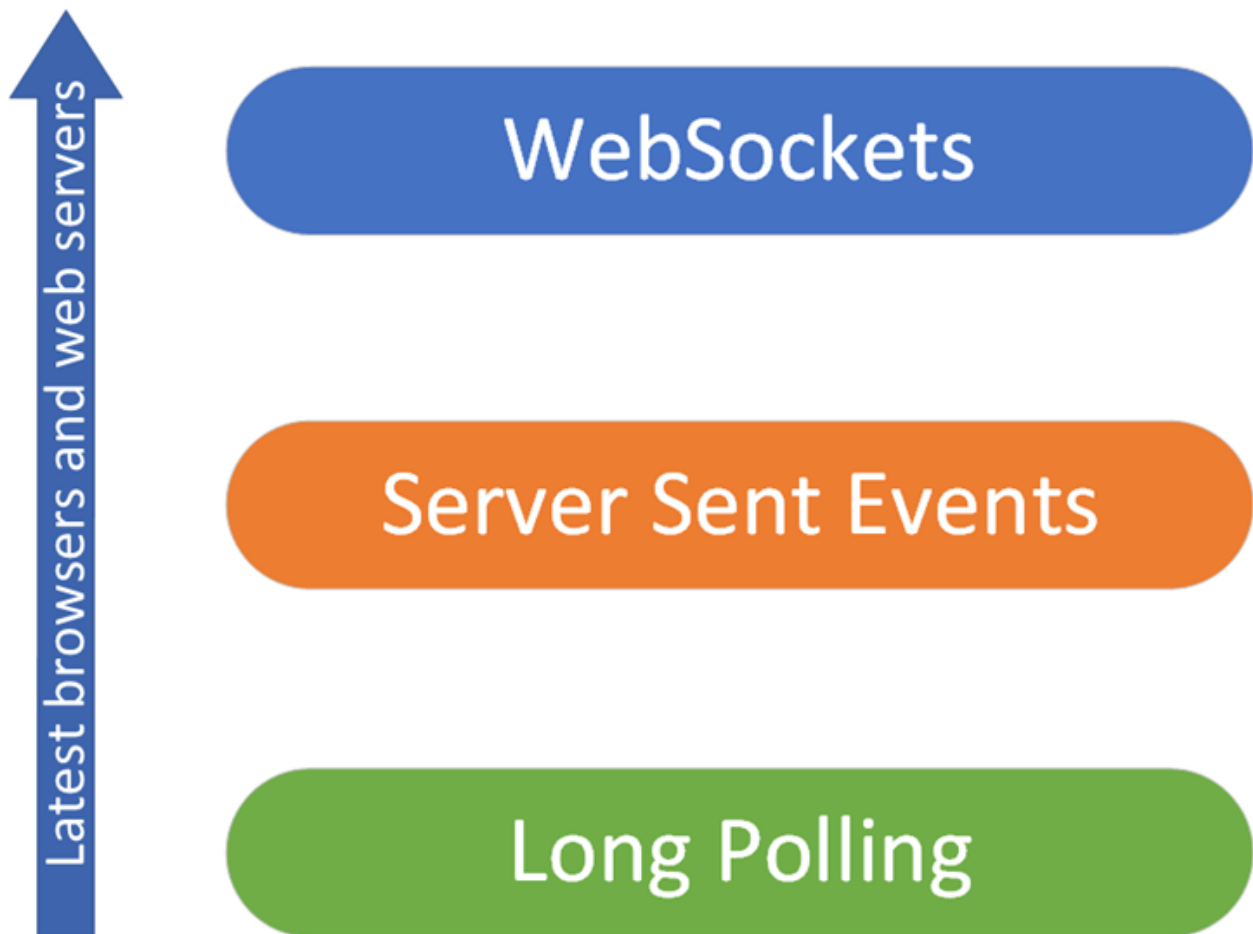 Latest browsers and web servers
WebSockets
Server Sent Events
Long Polling